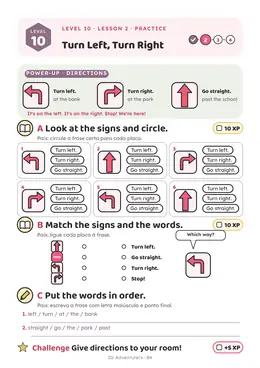 LEVEL
10
LEVEL 10 · LESSON 2 · PRACTICE
Turn Left, Turn Right
2
3
4
POWER-UP · DIRECTIONS
Turn left.
at the bank
Turn right.
at the park
Go straight.
past the school
It's on the left. It's on the right. Stop! We're here!
A Look at the signs and circle.
10 XP
Pais: circule a frase certa para cada placa.
1
Turn left.
Turn right.
Go straight.
2
Turn left.
Turn right.
Go straight.
3
Turn left.
Turn right.
Go straight.
4
Turn left.
Turn right.
Go straight.
5
Turn left.
Turn right.
Go straight.
6
Turn left.
Turn right.
Go straight.
B Match the signs and the words.
10 XP
Pais: ligue cada placa à frase.
Turn left.
Go straight.
Turn right.
Stop!
Which way?
C Put the words in order.
Pais: escreva a frase com letra maiúscula e ponto final.
1. left / turn / at / the / bank
2. straight / go / the / park / past
Challenge Give directions to your room!
+5 XP